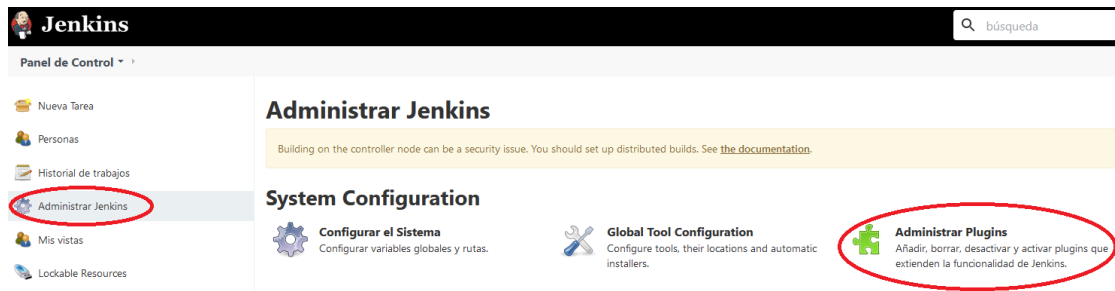 Jenkins
búsqueda
Panel de Control
Nueva Tarea
Personas
Historial de trabajos
Administrar Jenkins
Mis vistas
Lockable Resources
Administrar Jenkins
Building on the controller node can be a security issue. You should set up distributed builds. See the documentation.
System Configuration
Configurar el Sistema
Configurar variables globales y rutas.
Global Tool Configuration
Configure tools, their locations and automatic
installers.
Administrar Plugins
Añadir, borrar, desactivar y activar plugins que
extienden la funcionalidad de Jenkins.